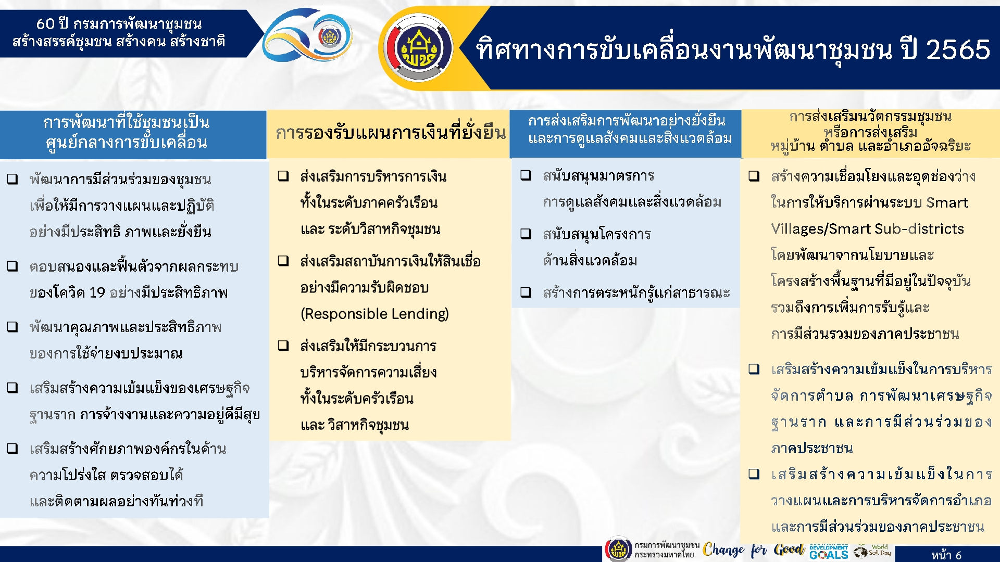 60 ปี กรมการพัฒนาชุมชน
สร้างสรรค์ชุมชน สร้างคน สร้างชาติ
ทิศทางการขับเคลื่อนงานพัฒนาชุมชน ปี 2565
การพัฒนาที่ใช้ชุมชนเป็น
ศูนย์กลางการขับเคลื่อน
❑ พัฒนาการมีส่วนร่วมของชุมชน
เพื่อให้มีการวางแผนและปฏิบัติ
อย่างมีประสิทธิ ภาพและยั่งยืน
❑ ตอบสนองและฟื้นตัวจากผลกระทบ
ของโควิด 19 อย่างมีประสิทธิภาพ
❑ พัฒนาคุณภาพและประสิทธิภาพ
ของการใช้จ่ายงบประมาณ
❑ เสริมสร้างความเข้มแข็งของเศรษฐกิจ
ฐานราก การจ้างงานและความอยู่ดีมีสุข
❑ เสริมสร้างศักยภาพองค์กรในด้าน
ความโปร่งใส ตรวจสอบได้
และติดตามผลอย่างทันท่วงที
การรองรับแผนการเงินที่ยั่งยืน
❑ ส่งเสริมการบริหารการเงิน
ทั้งในระดับภาคครัวเรือน
และ ระดับวิสาหกิจชุมชน
❑ ส่งเสริมสถาบันการเงินให้สินเชื่อ
อย่างมีความรับผิดชอบ
(Responsible Lending)
❑ ส่งเสริมให้มีกระบวนการ
บริหารจัดการความเสี่ยง
ทั้งในระดับครัวเรือน
และ วิสาหกิจชุมชน
การส่งเสริมการพัฒนาอย่างยั่งยืน
และการดูแลสังคมและสิ่งแวดล้อม
❑ สนับสนุนมาตรการ
การดูแลสังคมและสิ่งแวดล้อม
❑ สนับสนุนโครงการ
ด้านสิ่งแวดล้อม
❑ สร้างการตระหนักรู้แก่สาธารณะ
การส่งเสริมนวัตกรรมชุมชน
หรือการส่งเสริม
หมู่บ้าน ตำบล และอำเภออัจฉริยะ
❑ สร้างความเชื่อมโยงและอุดช่องว่าง
ในการให้บริการผ่านระบบ Smart
Villages/Smart Sub-districts
โดยพัฒนาจากนโยบายและ
โครงสร้างพื้นฐานที่มีอยู่ในปัจจุบัน
รวมถึงการเพิ่มการรับรู้และ
การมีส่วนรวมของภาคประชาชน
❑ เสริมสร้างความเข้มแข็งในการบริหาร
จัดการตำบล การพัฒนาเศรษฐกิจ
ฐานราก และการมีส่วนร่วมของ
ภาคประชาชน
❑ เสริมสร้างความเข้มแข็งในการ
วางแผนและการบริหารจัดการอำเภอ
และการมีส่วนร่วมของภาคประชาชน
กรมการพัฒนาชุมชน
กระทรวงมหาดไทย
Change for Good
DEVELOPMENT
GOALS
World
Soil Day
หน้า 6